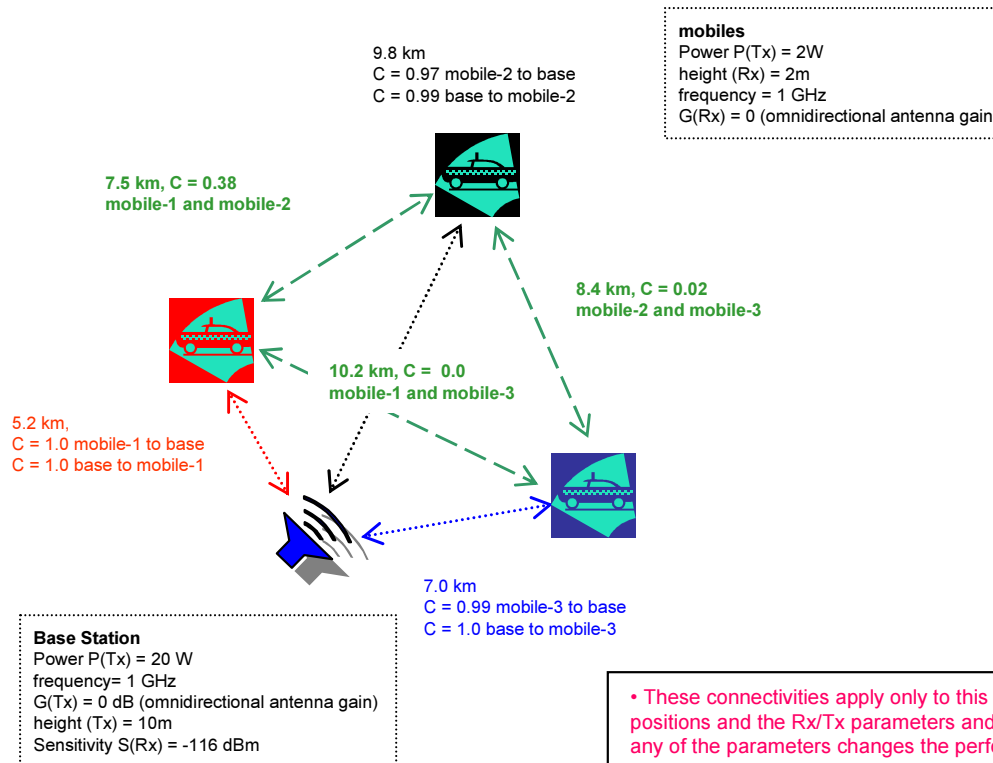 9.8 km
C = 0.97 mobile-2 to base
C = 0.99 base to mobile-2
mobiles
Power P(Tx) = 2W
height (Rx) = 2m
frequency = 1 GHz
G(Rx) = 0 (omnidirectional antenna gain
7.5 km, C = 0.38
mobile-1 and mobile-2
8.4 km, C = 0.02
mobile-2 and mobile-3
10.2 km, C = 0.0
mobile-1 and mobile-3
5.2 km,
C = 1.0 mobile-1 to base
C = 1.0 base to mobile-1
7.0 km
C = 0.99 mobile-3 to base
C = 1.0 base to mobile-3
Base Station
Power P(Tx) = 20 W
frequency= 1 GHz
G(Tx) = 0 dB (omnidirectional antenna gain)
height (Tx) = 10m
Sensitivity S(Rx) = -116 dBm
• These connectivities apply only to this
positions and the Rx/Tx parameters and
any of the parameters changes the perfo